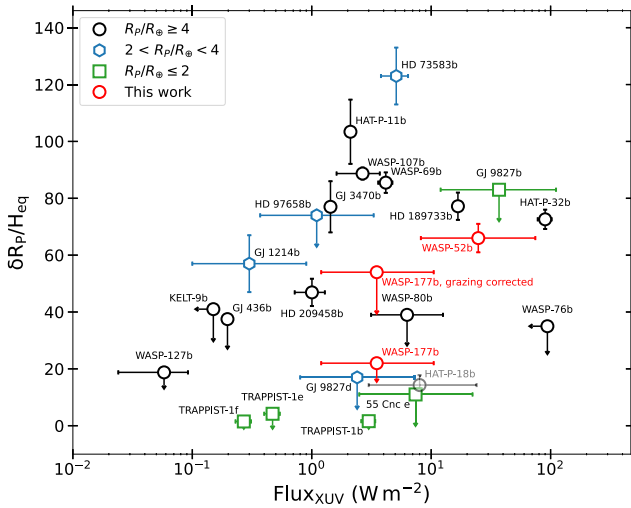 140
120
100
80
60
40
20
0
δR_P/H_eq
R_P/R_⊕ ≥ 4
2 < R_P/R_⊕ < 4
R_P/R_⊕ ≤ 2
This work
HD 73583b
HAT-P-11b
WASP-107b
WASP-69b
GJ 9827b
GJ 3470b
HD 97658b
HD 189733b
HAT-P-32b
WASP-52b
GJ 1214b
WASP-177b, grazing corrected
KELT-9b
GJ 436b
HD 209458b
WASP-80b
WASP-76b
WASP-127b
WASP-177b
HAT-P-18b
GJ 9827d
55 Cnc e
TRAPPIST-1e
TRAPPIST-1f
TRAPPIST-1b
10^−2
10^−1
10^0
10^1
10^2
Flux_XUV (W m^−2)